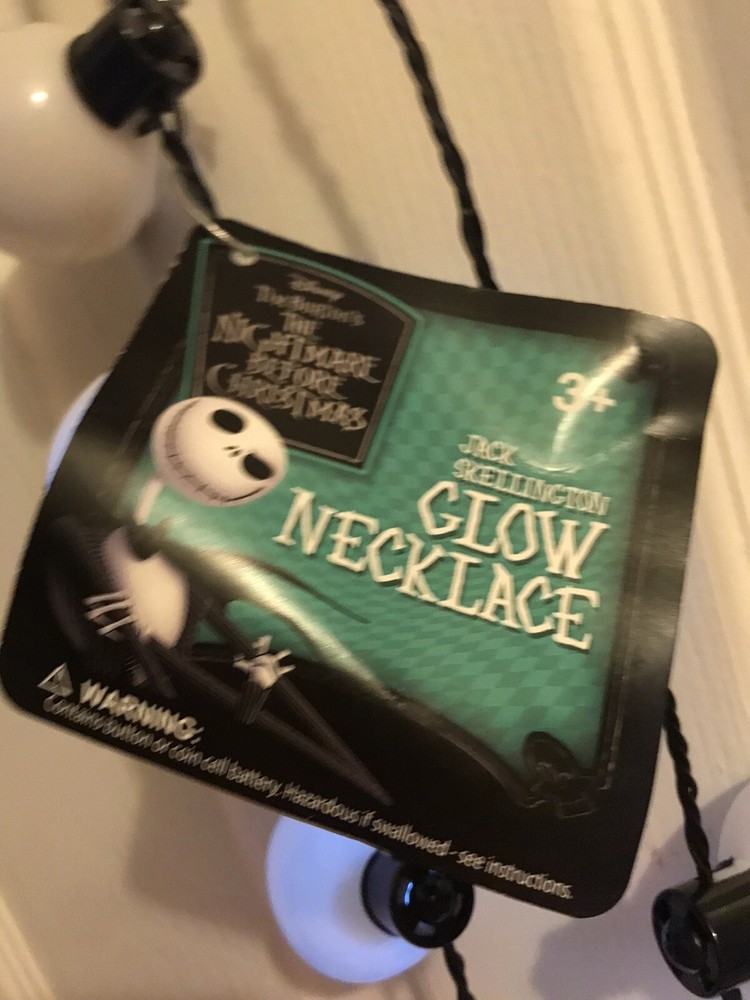 Disney
Tim Burton's
THE
NIGHTMARE
BEFORE
CHRISTMAS
3+
JACK
SKELLINGTON
GLOW
NECKLACE
WARNING:
Contains button or coin cell battery. Hazardous if swallowed - see instructions.